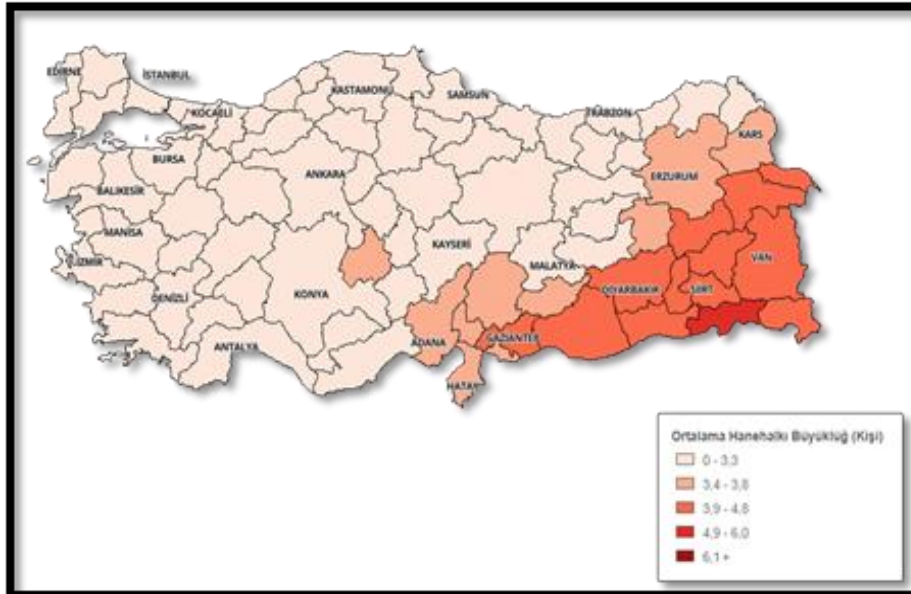 EDİRNE
İSTANBUL
KASTAMONU
SAMSUN
KOCAELİ
TRABZON
KARS
BURSA
ANKARA
ERZURUM
BALIKESİR
MANİSA
KAYSERİ
İZMİR
MALATYA
VAN
DİYARBAKIR
SİİRT
DENİZLİ
KONYA
ANTALYA
ADANA
GAZİANTEP
HATAY
Ortalama Hanehalkı Büyüklüğ (Kişi)
0 - 3,3
3,4 - 3,8
3,9 - 4,8
4,9 - 6,0
6,1 +